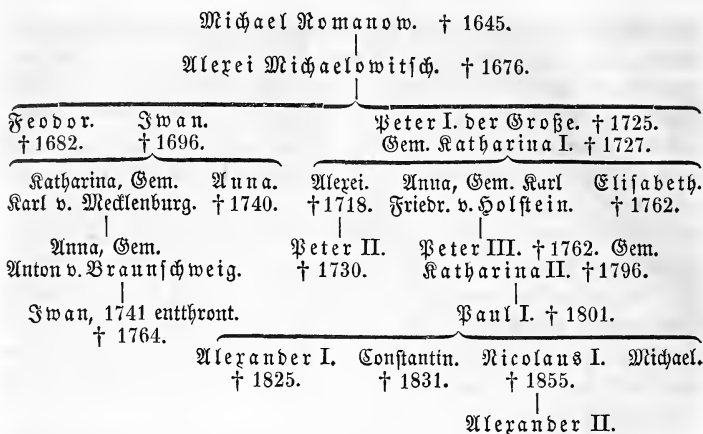 Michael Romanow. † 1645.
Alexei Michaelowitsch. † 1676.
Feodor. Iwan. Peter I. der Große. † 1725.
† 1682. † 1696. Gem. Katharina I. † 1727.
Katharina, Gem. Anna. Alexei. Anna, Gem. Karl Elisabeth.
Karl v. Mecklenburg. † 1740. † 1718. Friedr. v. Holstein. † 1762.
Anna, Gem. Peter II. Peter III. † 1762. Gem.
Anton v. Braunschweig. † 1730. Katharina II. † 1796.
Iwan, 1741 entthront. Paul I. † 1801.
† 1764.
Alexander I. Constantin. Nicolaus I. Michael.
† 1825. † 1831. † 1855.
Alexander II.